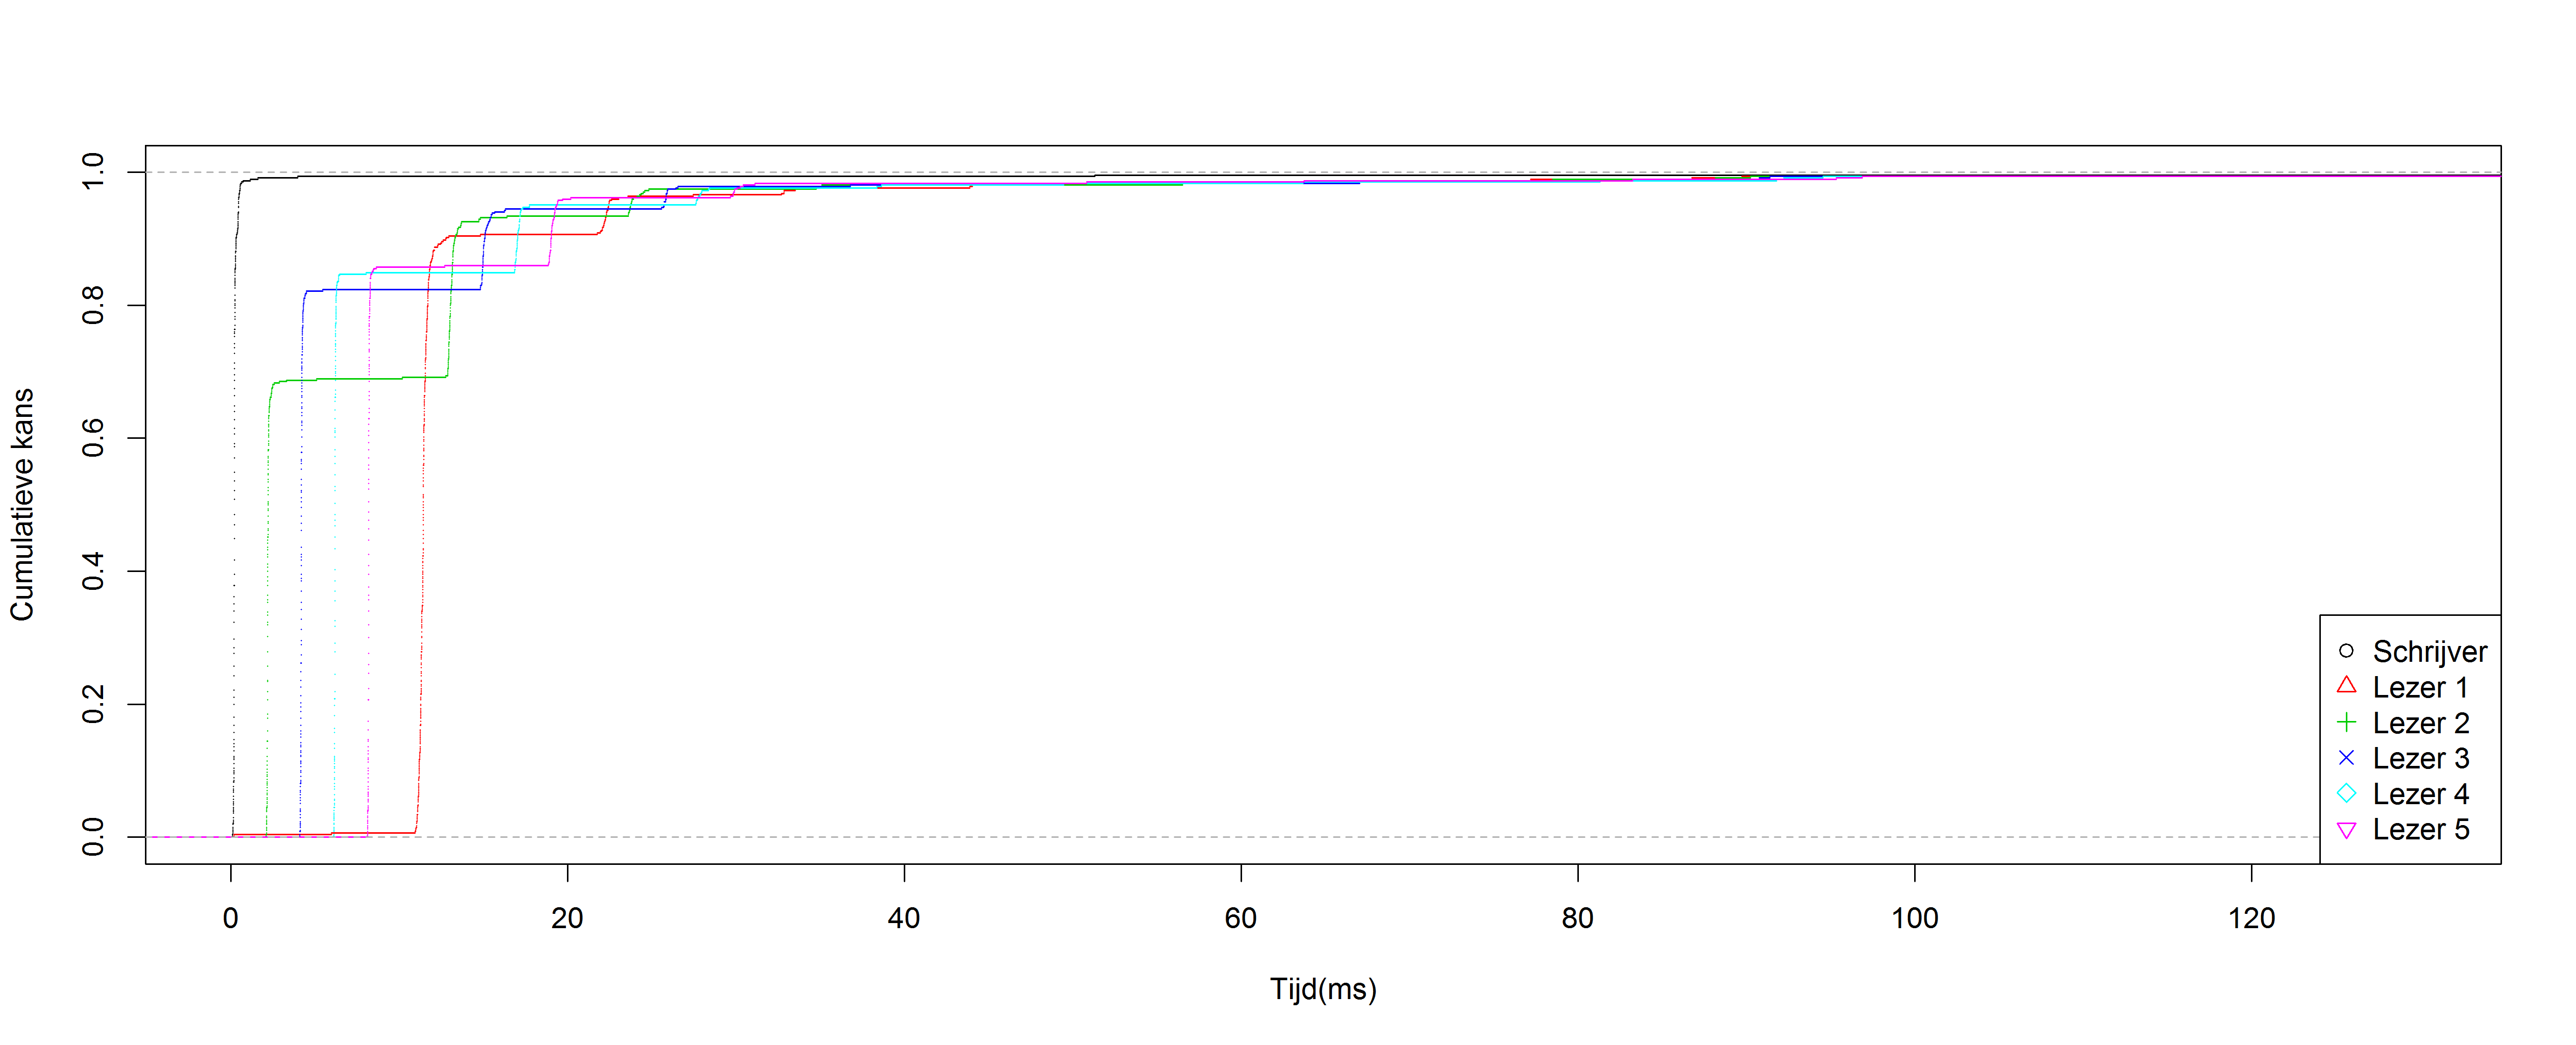 Cumulatieve kans
1.0
0.8
0.6
0.4
0.2
0.0
0 20 40 60 80 100 120
Tijd(ms)
Schrijver
Lezer 1
Lezer 2
Lezer 3
Lezer 4
Lezer 5